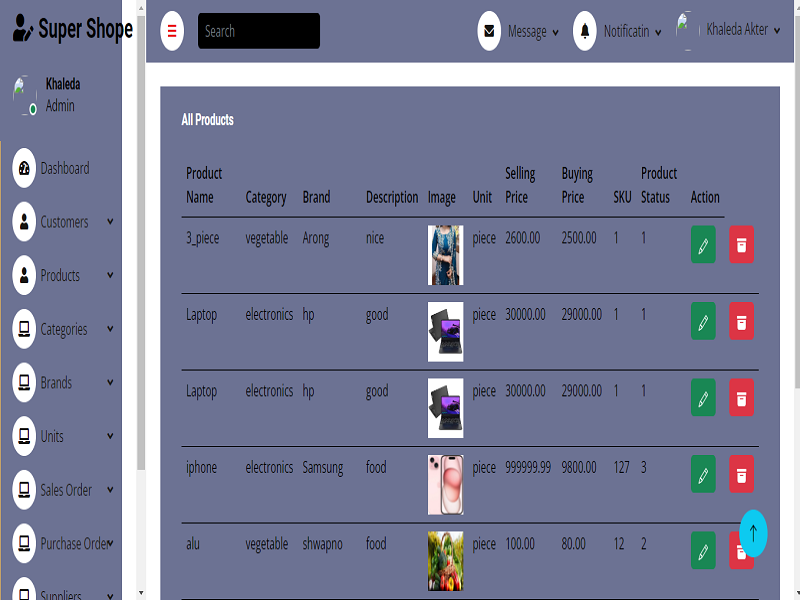 Super Shope
Khaleda
Admin
Dashboard
Customers
Products
Categories
Brands
Units
Sales Order
Purchase Order
Suppliers
Search
Message
Notificatin
Khaleda Akter
All Products
Product Name Category Brand Description Image Unit Selling Price Buying Price SKU Product Status Action
3_piece vegetable Arong nice piece 2600.00 2500.00 1 1
Laptop electronics hp good piece 30000.00 29000.00 1 1
Laptop electronics hp good piece 30000.00 29000.00 1 1
iphone electronics Samsung food piece 999999.99 9800.00 127 3
alu vegetable shwapno food piece 100.00 80.00 12 2